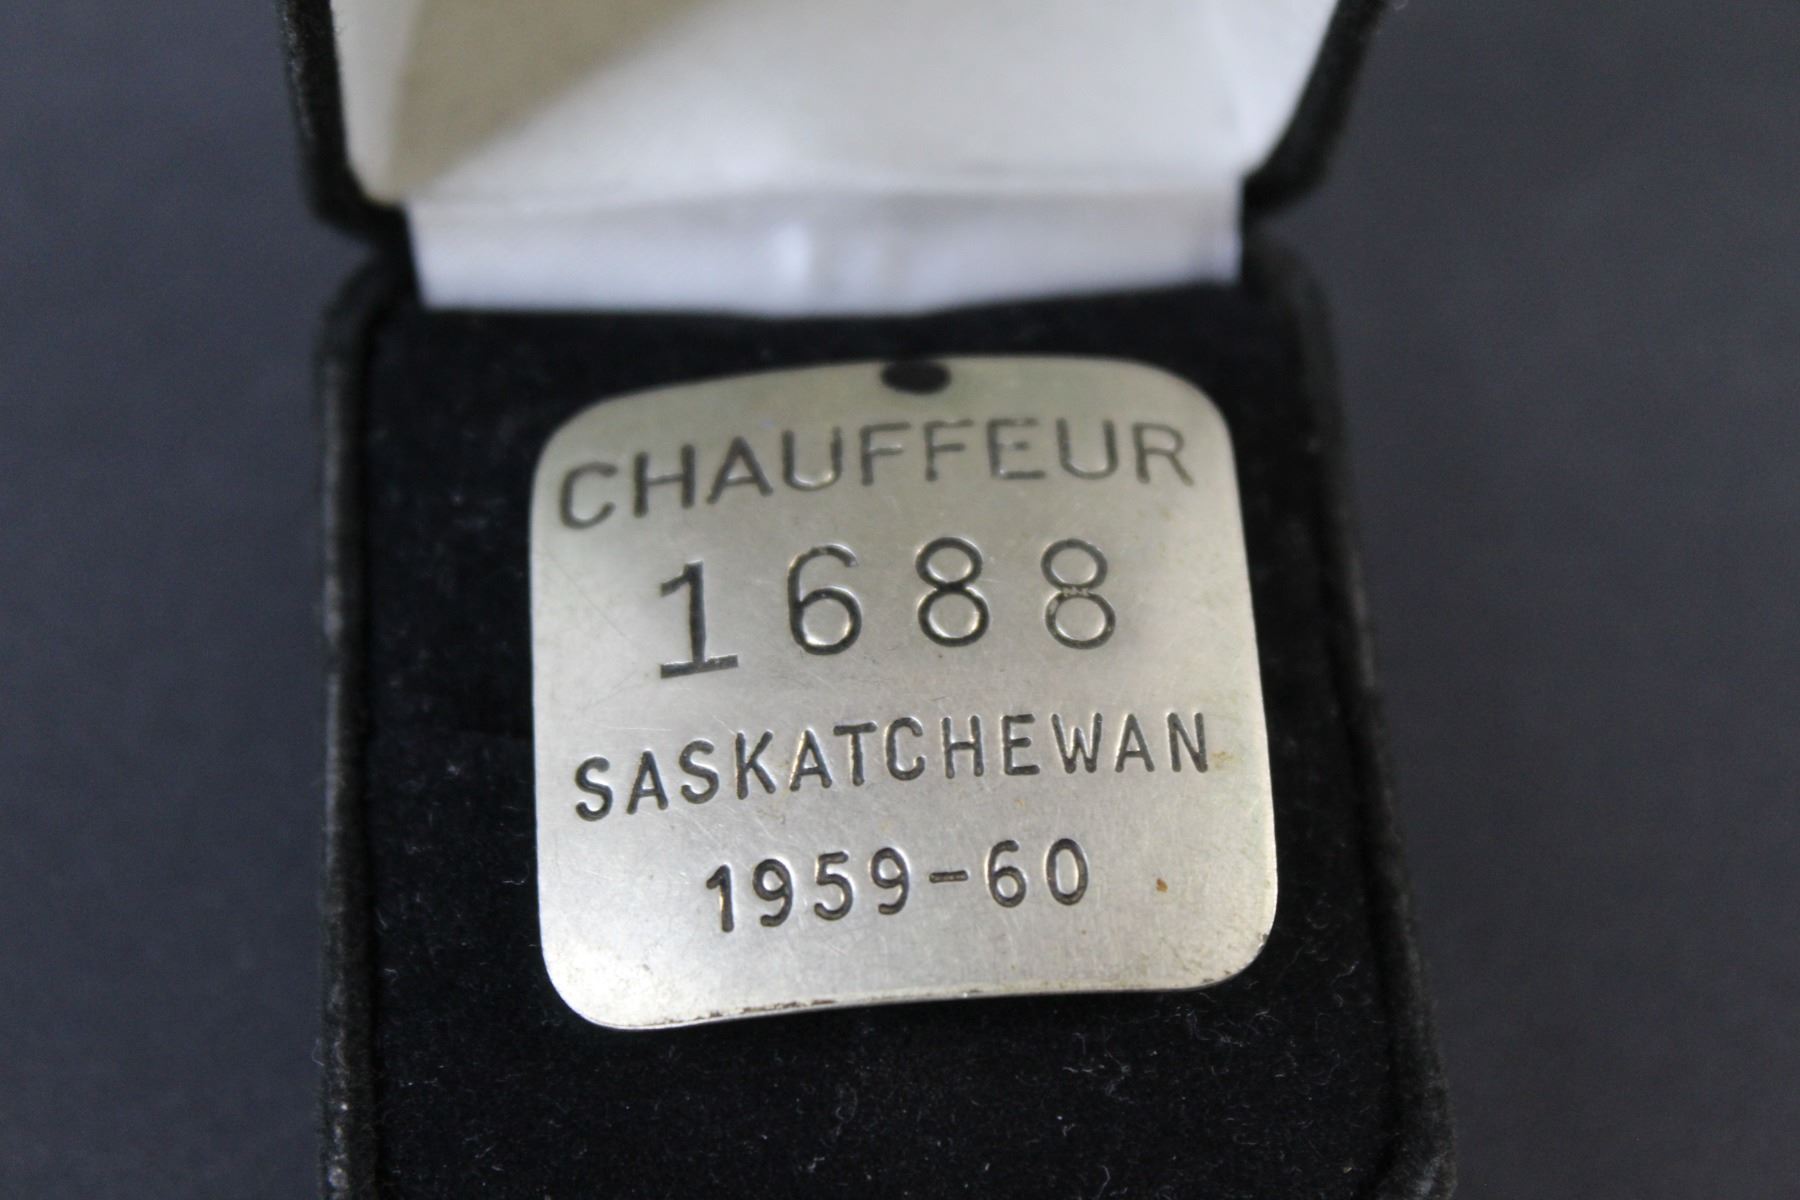 CHAUFFEUR
1688
SASKATCHEWAN
1959-60